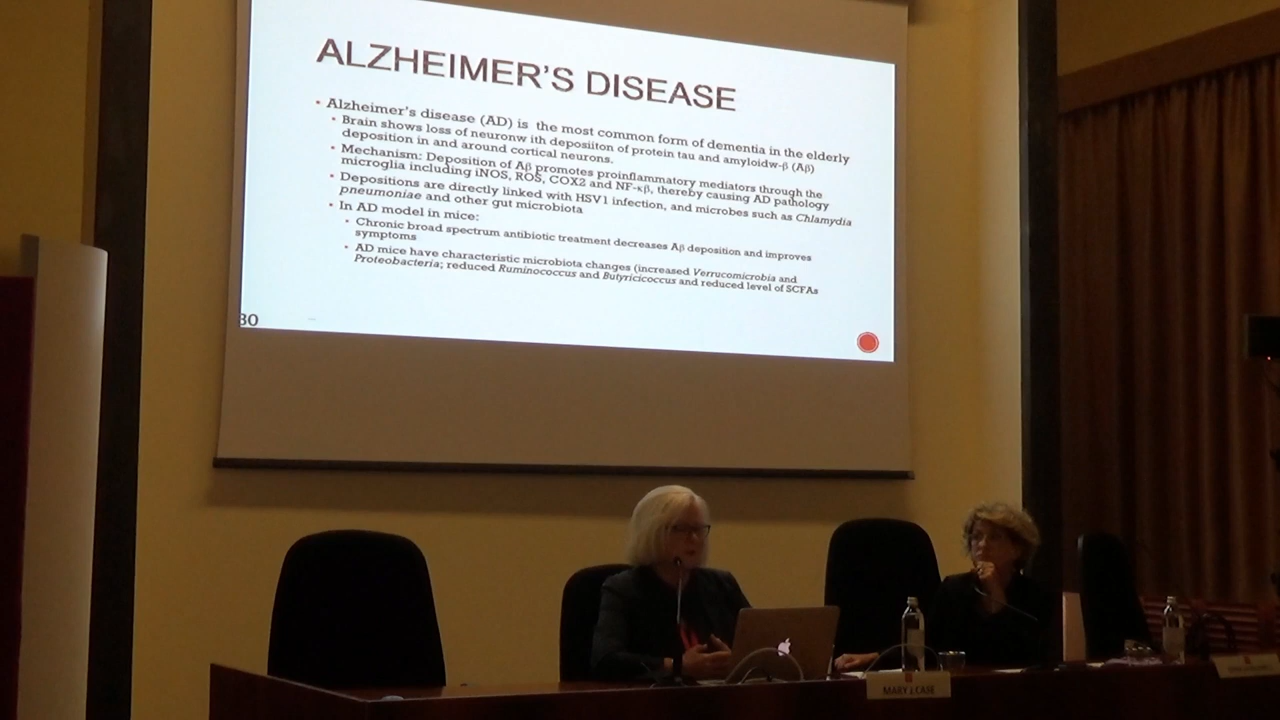 ALZHEIMER'S DISEASE
• Alzheimer's disease (AD) is the most common form of dementia in the elderly
• Brain shows loss of neuronw ith deposiiton of protein tau and amyloidw-β (Aβ)
deposition in and around cortical neurons.
• Mechanism: Deposition of Aβ promotes proinflammatory mediators through the
microglia including iNOS, ROS, COX2 and NF-κβ, thereby causing AD pathology
• Depositions are directly linked with HSV1 infection, and microbes such as Chlamydia
pneumoniae and other gut microbiota
• In AD model in mice:
• Chronic broad spectrum antibiotic treatment decreases Aβ deposition and improves
symptoms
• AD mice have characteristic microbiota changes (increased Verrucomicrobia and
Proteobacteria; reduced Ruminococcus and Butyricicoccus and reduced level of SCFAs
30
MARY J.CASE